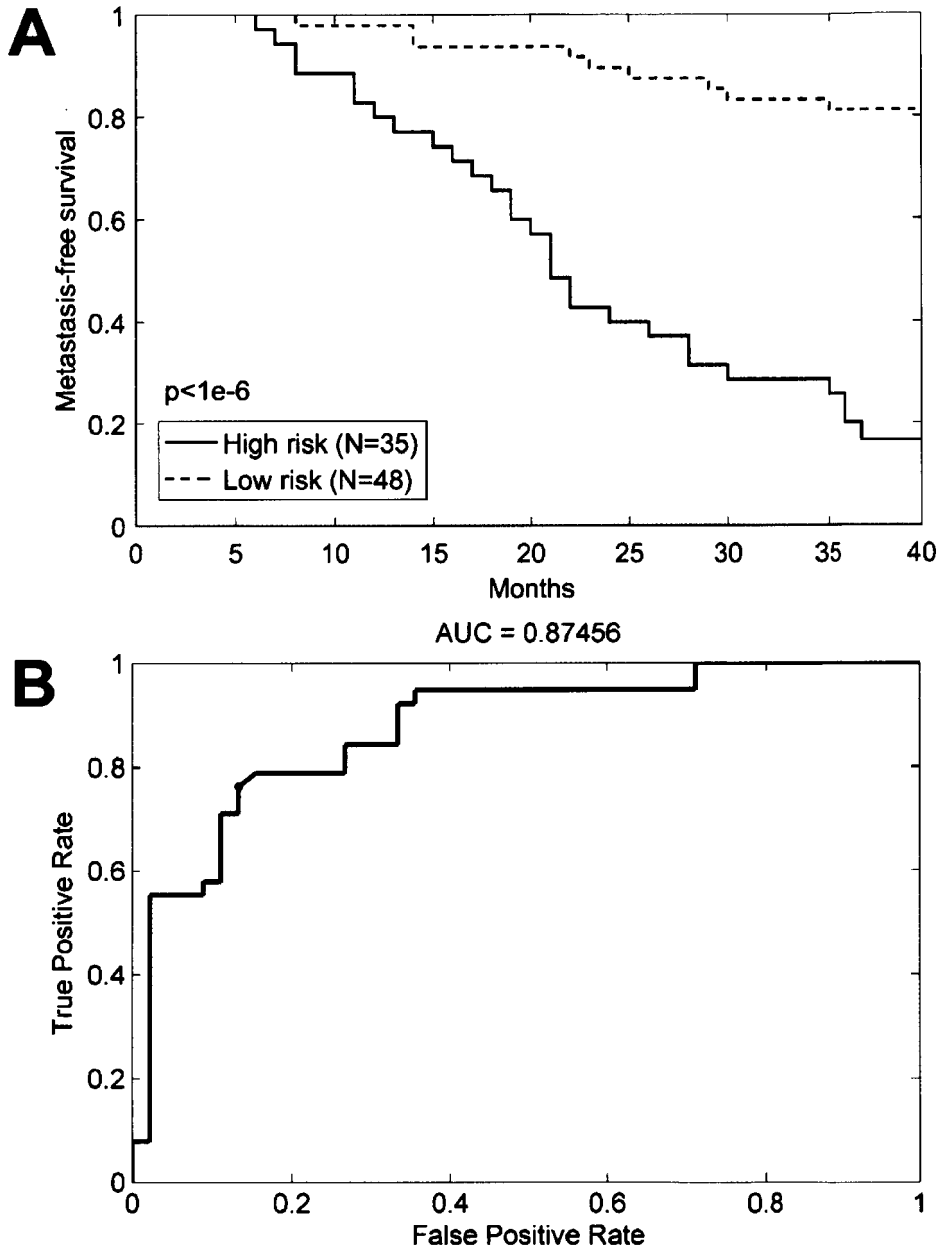 A
1
0.8
0.6
0.4
0.2
0
Metastasis-free survival
p<1e-6
High risk (N=35)
Low risk (N=48)
0 5 10 15 20 25 30 35 40
Months
B
AUC = 0.87456
1
0.8
0.6
0.4
0.2
0
True Positive Rate
0 0.2 0.4 0.6 0.8 1
False Positive Rate